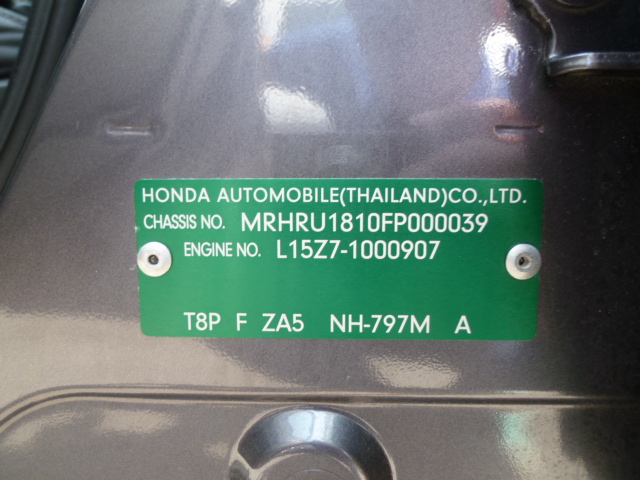 HONDA AUTOMOBILE(THAILAND)CO.,LTD.
CHASSIS NO. MRHRU1810FP000039
ENGINE NO. L15Z7-1000907
T8P F ZA5 NH-797M A